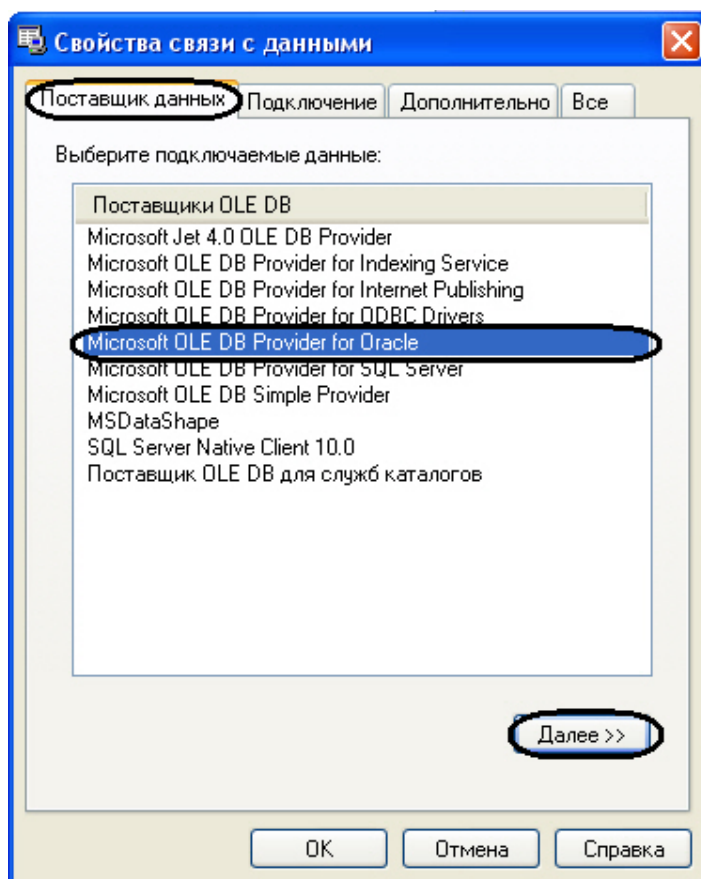 Свойства связи с данными
Поставщик данных Подключение Дополнительно Все
Выберите подключаемые данные:
Поставщики OLE DB
Microsoft Jet 4.0 OLE DB Provider
Microsoft OLE DB Provider for Indexing Service
Microsoft OLE DB Provider for Internet Publishing
Microsoft OLE DB Provider for ODBC Drivers
Microsoft OLE DB Provider for Oracle
Microsoft OLE DB Provider for SQL Server
Microsoft OLE DB Simple Provider
MSDataShape
SQL Server Native Client 10.0
Поставщик OLE DB для служб каталогов
Далее >>
OK Отмена Справка